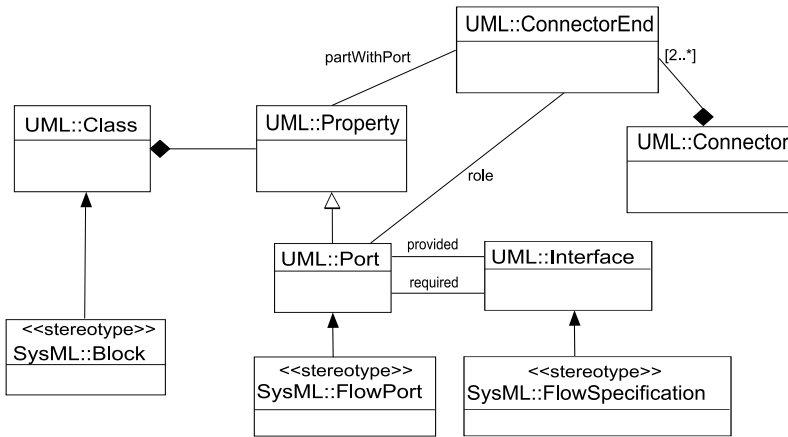 UML::ConnectorEnd
partWithPort
[2..*]
UML::Class
UML::Property
UML::Connector
role
provided
UML::Port
UML::Interface
required
<<stereotype>>
SysML::Block
<<stereotype>>
SysML::FlowPort
<<stereotype>>
SysML::FlowSpecification